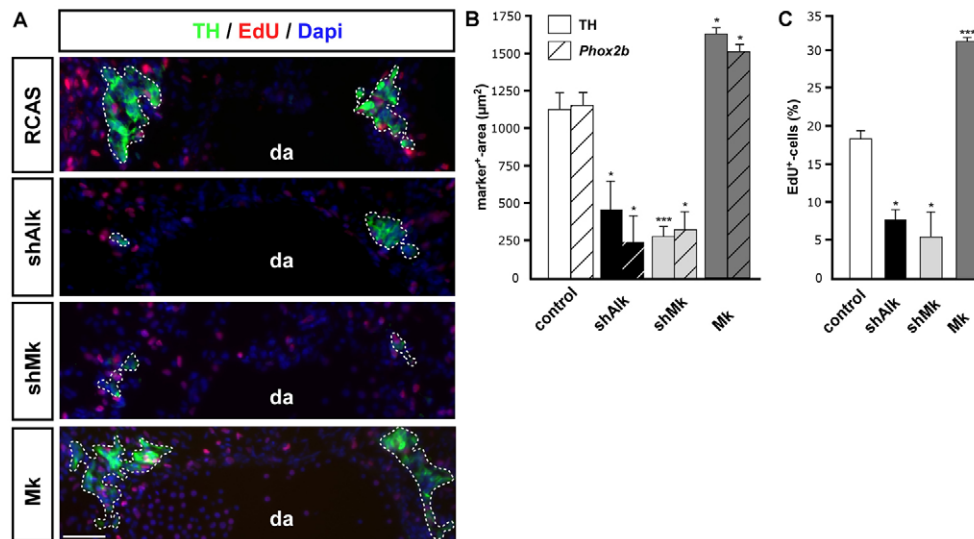 A
TH / EdU / Dapi
RCAS
da
shAlk
da
shMk
da
Mk
da
B
TH
Phox2b
marker⁺-area (µm²)
1750
1500
1250
1000
750
500
250
0
* * *** * * *
control
shAlk
shMk
Mk
C
EdU⁺-cells (%)
35
30
25
20
15
10
5
0
* * ***
control
shAlk
shMk
Mk